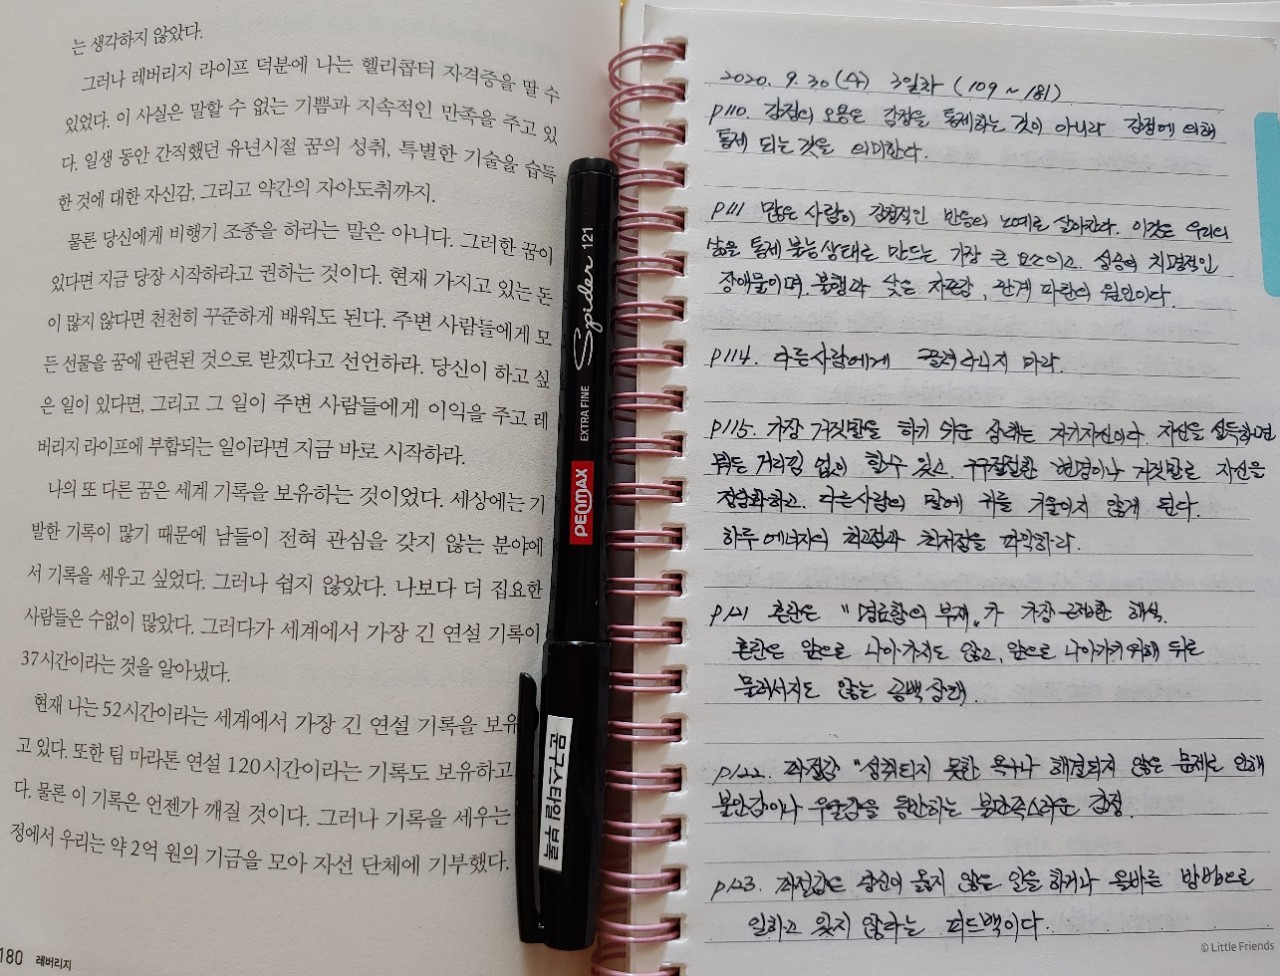 는 생각하지 않았다.
그러나 레버리지 라이프 덕분에 나는 헬리콥터 자격증을 딸 수
있었다. 이 사실은 말할 수 없는 기쁨과 지속적인 만족을 주고 있
다. 일생 동안 간직했던 유년시절 꿈의 성취, 특별한 기술을 습득
한 것에 대한 자신감, 그리고 약간의 자아도취까지.
물론 당신에게 비행기 조종을 하라는 말은 아니다. 그러한 꿈이
있다면 지금 당장 시작하라고 권하는 것이다. 현재 가지고 있는 돈
이 많지 않다면 천천히 꾸준하게 배워도 된다. 주변 사람들에게 모
든 선물을 꿈에 관련된 것으로 받겠다고 선언하라. 당신이 하고 싶
은 일이 있다면, 그리고 그 일이 주변 사람들에게 이익을 주고 레
버리지 라이프에 부합되는 일이라면 지금 바로 시작하라.
나의 또 다른 꿈은 세계 기록을 보유하는 것이었다. 세상에는 기
발한 기록이 많기 때문에 남들이 전혀 관심을 갖지 않는 분야에
서 기록을 세우고 싶었다. 그러나 쉽지 않았다. 나보다 더 집요한
사람들은 수없이 많았다. 그러다가 세계에서 가장 긴 연설 기록이
37시간이라는 것을 알아냈다.
현재 나는 52시간이라는 세계에서 가장 긴 연설 기록을 보유
고 있다. 또한 팀 마라톤 연설 120시간이라는 기록도 보유하고
다. 물론 이 기록은 언젠가 깨질 것이다. 그러나 기록을 세우는
정에서 우리는 약 2억 원의 기금을 모아 자선 단체에 기부했다.
180 레버리지
PENMAX EXTRA FINE Spider 121
문구스타일 부록
2020. 9. 30 (수) 3일차 (109 ~ 181)
p110. 감정의 오용은 감정을 통제하는 것이 아니라 감정에 의해
통제 되는 것을 의미한다.
p111 많은 사람이 감정적인 반응의 노예로 살아간다. 이것은 우리의
삶을 통제 불능 상태로 만드는 가장 큰 요소이고, 성공의 치명적인
장애물이며, 불행과 낮은 자존감, 관계 파탄의 원인이다.
p114. 다른사람에게 끌려다니지 마라.
p115. 가장 거짓말을 하기 쉬운 상대는 자기자신이다. 자신을 설득하면
뭐든 거리낌 없이 할수 있고, 구구절절한 변명이나 거짓말로 자신을
정당화하고, 다른사람의 말에 귀를 기울이지 않게 된다.
하루 에너지의 최고점과 최저점을 파악하라.
p121 혼란은 "명료함의 부재"가 가장 근접한 해석.
혼란은 앞으로 나아가지도 않고, 앞으로 나아가기 위해 뒤로
물러서지도 않는 공백 상태.
p122. 좌절감 "성취되지 못한 욕구나 해결되지 않은 문제로 인해
불안감이나 우울감을 동반하는 불만족스러운 감정.
p123. 좌절감은 당신이 옳지 않은 일을 하거나 올바른 방법으로
일하고 있지 않다는 피드백이다.
© Little Friends